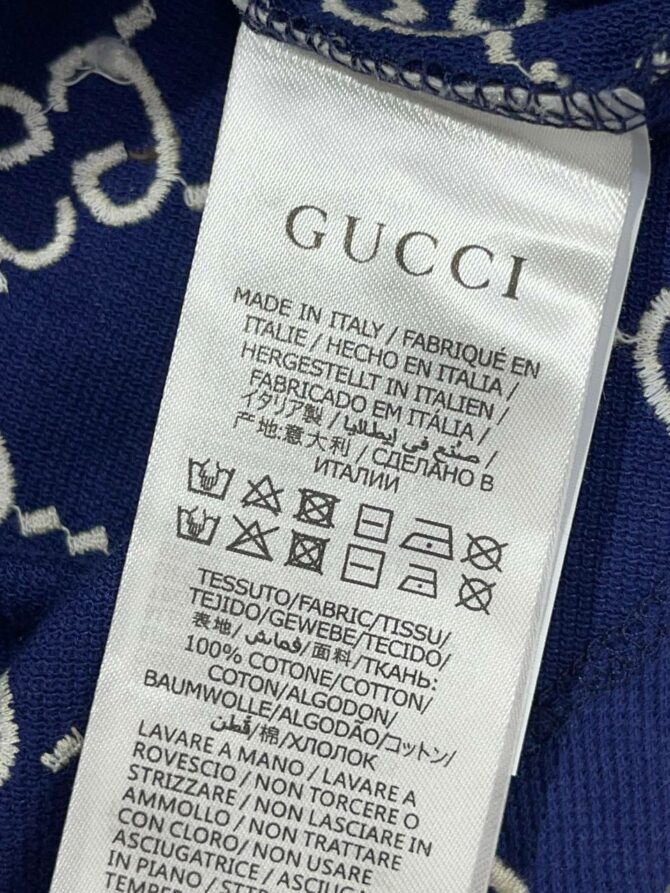 GUCCI
MADE IN ITALY / FABRIQUÉ EN
ITALIE / HECHO EN ITALIA /
HERGESTELLT IN ITALIEN /
FABRICADO EM ITÁLIA /
イタリア製 / صنع في إيطاليا /
产地:意大利 / СДЕЛАНО В
ИТАЛИИ
TESSUTO/FABRIC/TISSU/
TEJIDO/GEWEBE/TECIDO/
表地/قماش/面料/ТКАНЬ:
100% COTONE/COTTON/
COTON/ALGODON/
BAUMWOLLE/ALGODÃO/コットン/
قطن/棉/ХЛОЛОК
LAVARE A MANO / LAVARE A
ROVESCIO / NON TORCERE O
STRIZZARE / NON LASCIARE IN
AMMOLLO / NON TRATTARE
CON CLORO/ NON USARE
ASCIUGATRICE / ASCIUGA
IN PIANO / STI
TEMPER